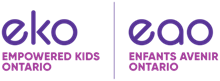 eko
EMPOWERED KIDS
ONTARIO
eao
ENFANTS AVENIR
ONTARIO